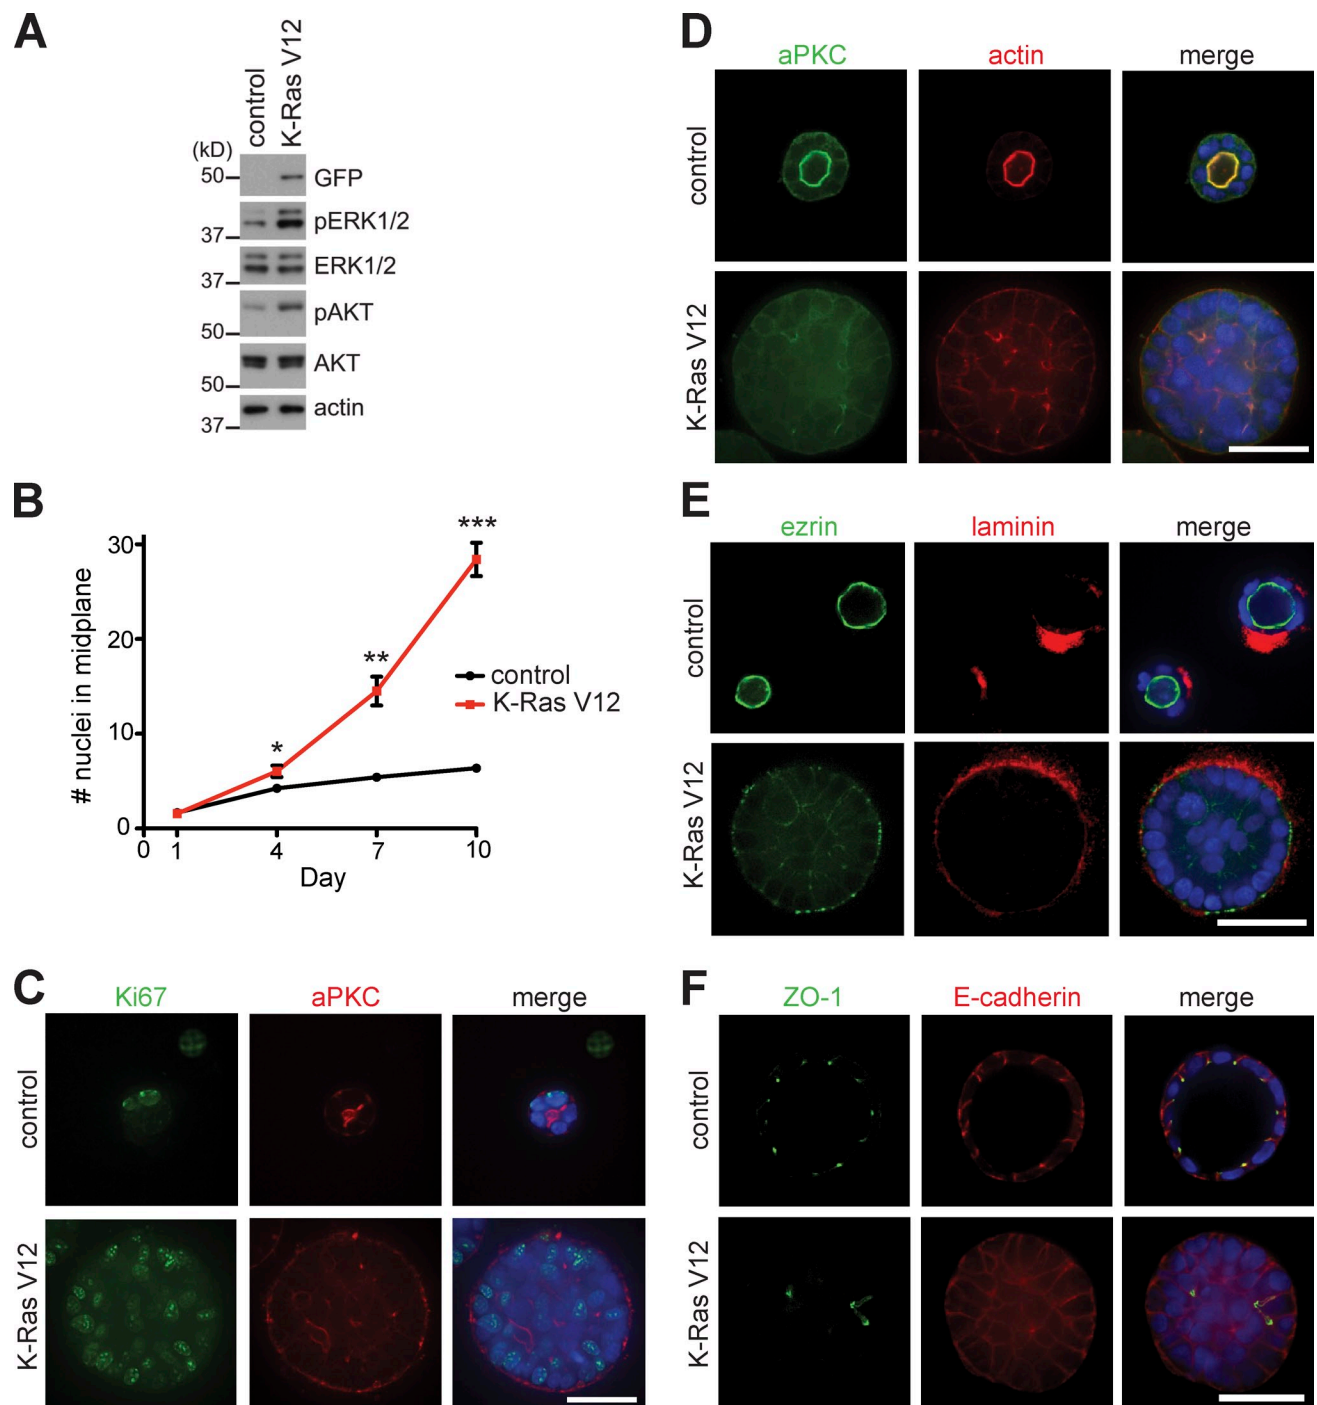 A
control
K-Ras V12
(kD)
50
GFP
pERK1/2
37
ERK1/2
37
pAKT
50
AKT
50
actin
37
B
# nuclei in midplane
30
20
10
0
0 1 4 7 10
Day
*
**
***
control
K-Ras V12
C
Ki67 aPKC merge
control
K-Ras V12
D
aPKC actin merge
control
K-Ras V12
E
ezrin laminin merge
control
K-Ras V12
F
ZO-1 E-cadherin merge
control
K-Ras V12